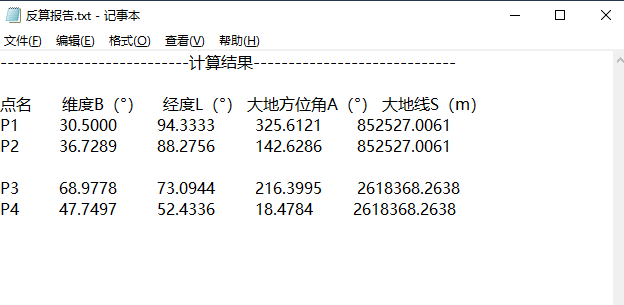 反算报告.txt - 记事本
文件(F) 编辑(E) 格式(O) 查看(V) 帮助(H)
---------------------------计算结果-----------------------------
点名 维度B（°） 经度L（°） 大地方位角A（°） 大地线S（m）
P1 30.5000 94.3333 325.6121 852527.0061
P2 36.7289 88.2756 142.6286 852527.0061
P3 68.9778 73.0944 216.3995 2618368.2638
P4 47.7497 52.4336 18.4784 2618368.2638